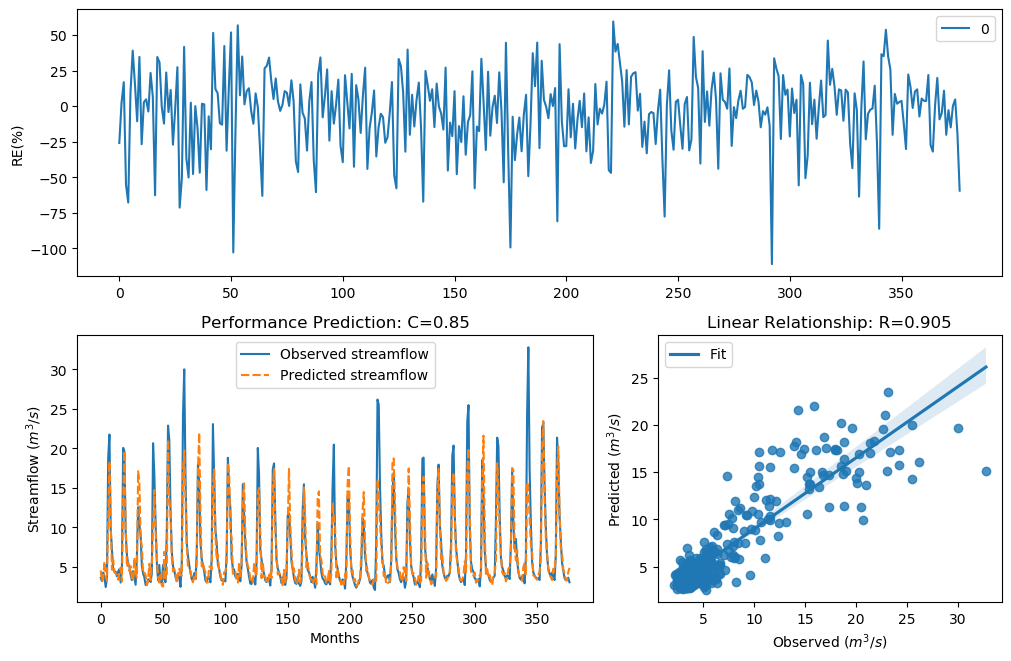 50
25
0
−25
−50
−75
−100
RE(%)
0
0 50 100 150 200 250 300 350
Performance Prediction: C=0.85
Observed streamflow
Predicted streamflow
30
25
20
15
10
5
Streamflow (m³/s)
0 50 100 150 200 250 300 350
Months
Linear Relationship: R=0.905
Fit
25
20
15
10
5
Predicted (m³/s)
5 10 15 20 25 30
Observed (m³/s)